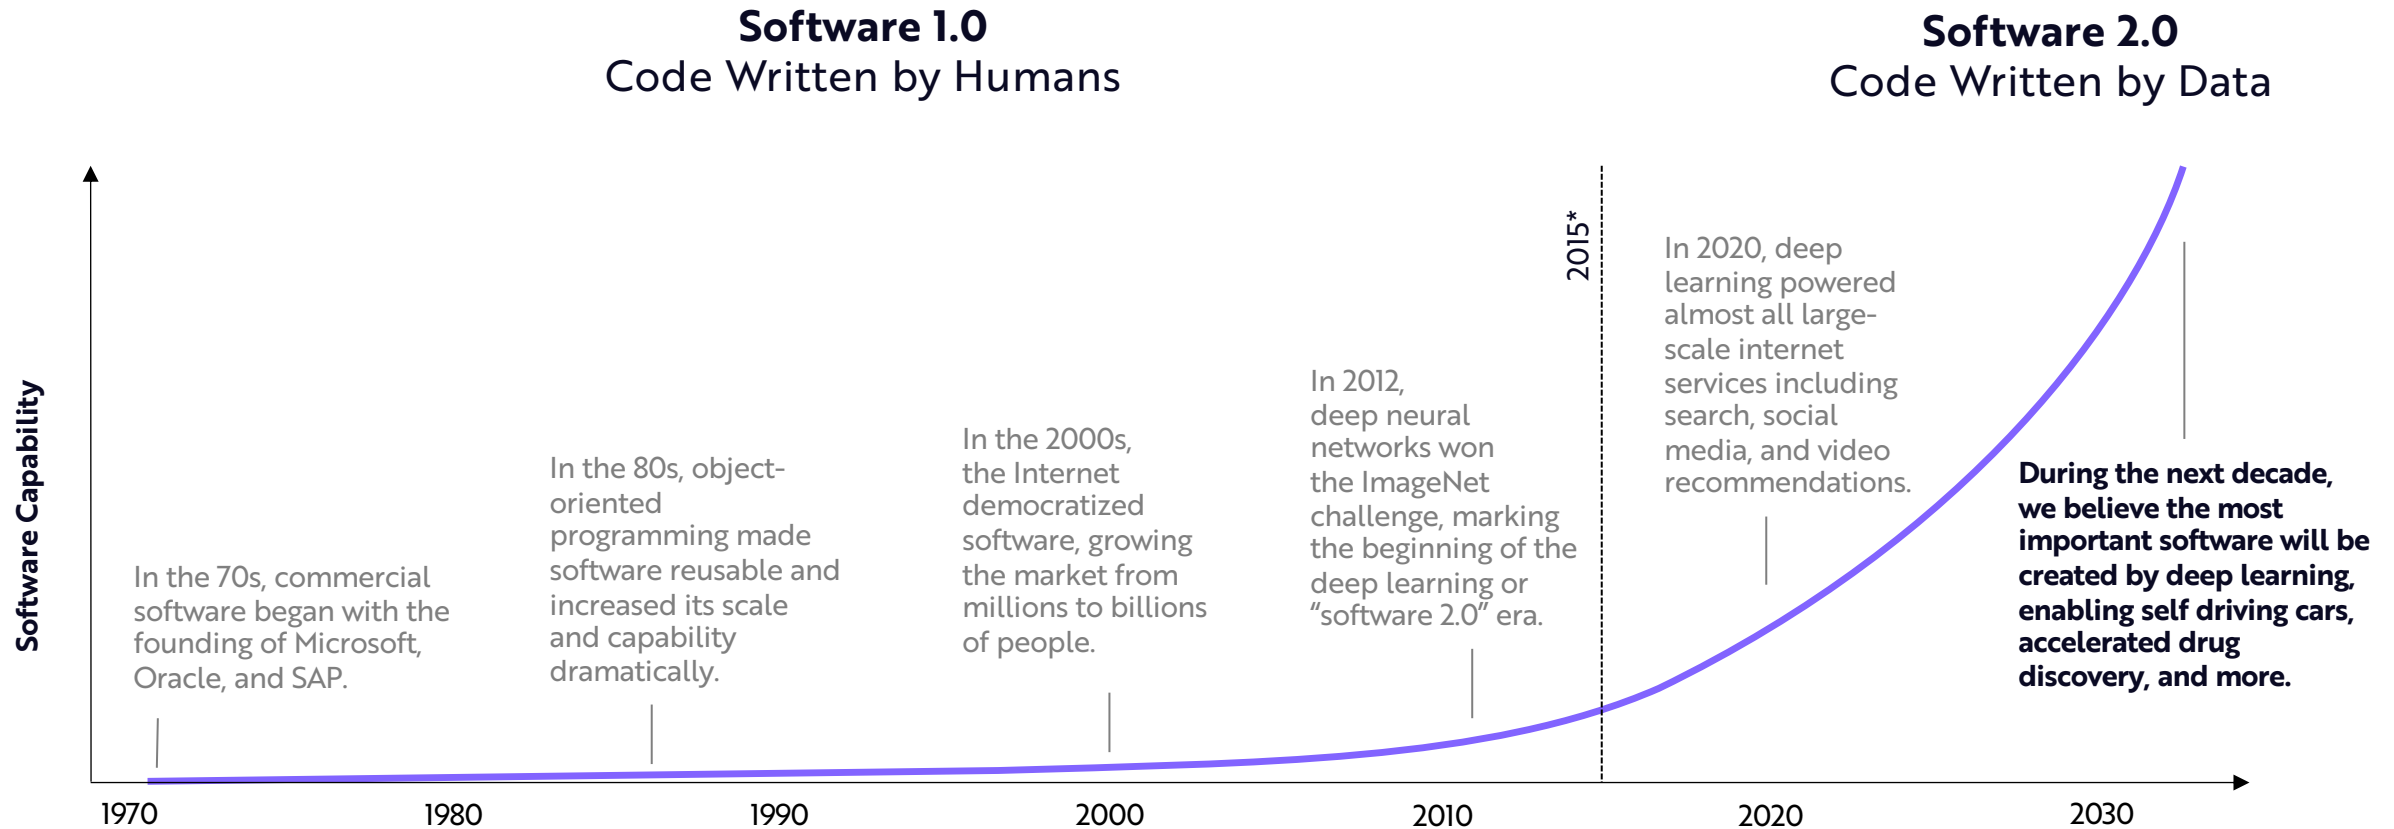 Software 1.0
Code Written by Humans
Software 2.0
Code Written by Data
Software Capability
2015*
In the 70s, commercial
software began with the
founding of Microsoft,
Oracle, and SAP.
In the 80s, object-
oriented
programming made
software reusable and
increased its scale
and capability
dramatically.
In the 2000s,
the Internet
democratized
software, growing
the market from
millions to billions
of people.
In 2012,
deep neural
networks won
the ImageNet
challenge, marking
the beginning of the
deep learning or
“software 2.0” era.
In 2020, deep
learning powered
almost all large-
scale internet
services including
search, social
media, and video
recommendations.
During the next decade,
we believe the most
important software will be
created by deep learning,
enabling self driving cars,
accelerated drug
discovery, and more.
1970
1980
1990
2000
2010
2020
2030